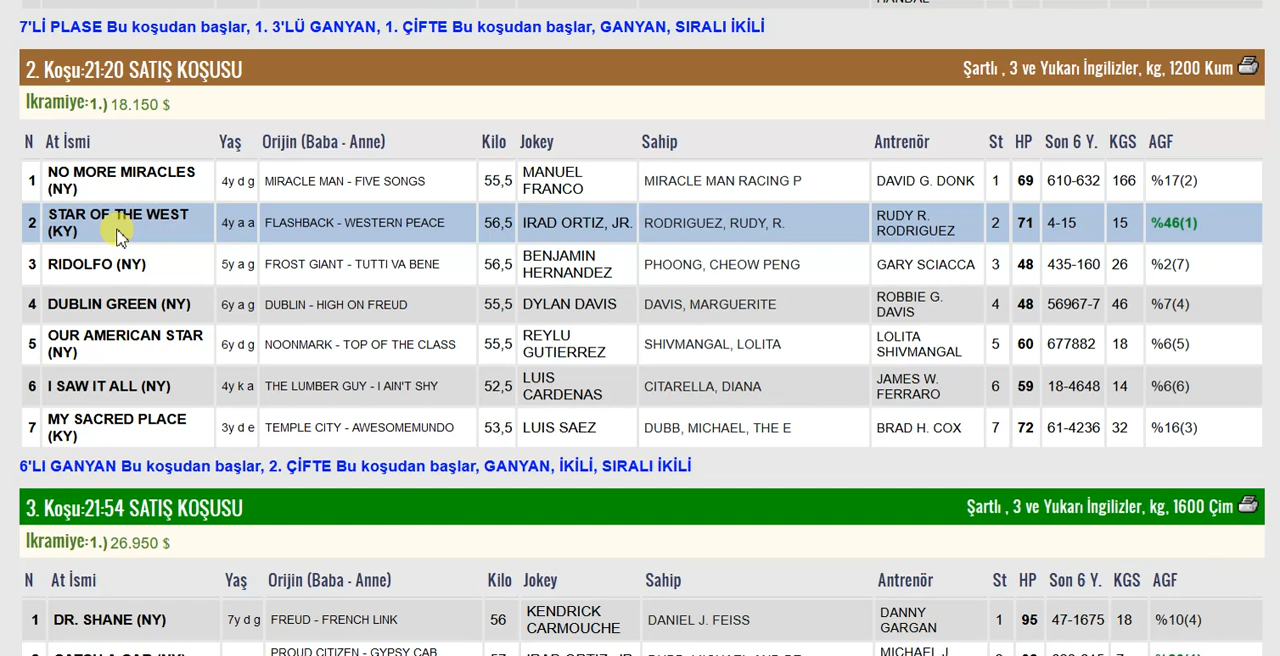 7'Lİ PLASE Bu koşudan başlar, 1. 3'LÜ GANYAN, 1. ÇİFTE Bu koşudan başlar, GANYAN, SIRALI İKİLİ
2. Koşu:21:20 SATIŞ KOŞUSU Şartlı , 3 ve Yukarı İngilizler, kg, 1200 Kum
İkramiye:1.) 18.150 $
N At İsmi Yaş Orijin (Baba - Anne) Kilo Jokey Sahip Antrenör St HP Son 6 Y. KGS AGF
1 NO MORE MIRACLES (NY) 4y d g MIRACLE MAN - FIVE SONGS 55,5 MANUEL FRANCO MIRACLE MAN RACING P DAVID G. DONK 1 69 610-632 166 %17(2)
2 STAR OF THE WEST (KY) 4y a a FLASHBACK - WESTERN PEACE 56,5 IRAD ORTIZ, JR. RODRIGUEZ, RUDY, R. RUDY R. RODRIGUEZ 2 71 4-15 15 %46(1)
3 RIDOLFO (NY) 5y a g FROST GIANT - TUTTI VA BENE 56,5 BENJAMIN HERNANDEZ PHOONG, CHEOW PENG GARY SCIACCA 3 48 435-160 26 %2(7)
4 DUBLIN GREEN (NY) 6y a g DUBLIN - HIGH ON FREUD 55,5 DYLAN DAVIS DAVIS, MARGUERITE ROBBIE G. DAVIS 4 48 56967-7 46 %7(4)
5 OUR AMERICAN STAR (NY) 6y d g NOONMARK - TOP OF THE CLASS 55,5 REYLU GUTIERREZ SHIVMANGAL, LOLITA LOLITA SHIVMANGAL 5 60 677882 18 %6(5)
6 I SAW IT ALL (NY) 4y k a THE LUMBER GUY - I AIN'T SHY 52,5 LUIS CARDENAS CITARELLA, DIANA JAMES W. FERRARO 6 59 18-4648 14 %6(6)
7 MY SACRED PLACE (KY) 3y d e TEMPLE CITY - AWESOMEMUNDO 53,5 LUIS SAEZ DUBB, MICHAEL, THE E BRAD H. COX 7 72 61-4236 32 %16(3)
6'LI GANYAN Bu koşudan başlar, 2. ÇİFTE Bu koşudan başlar, GANYAN, İKİLİ, SIRALI İKİLİ
3. Koşu:21:54 SATIŞ KOŞUSU Şartlı , 3 ve Yukarı İngilizler, kg, 1600 Çim
İkramiye:1.) 26.950 $
N At İsmi Yaş Orijin (Baba - Anne) Kilo Jokey Sahip Antrenör St HP Son 6 Y. KGS AGF
1 DR. SHANE (NY) 7y d g FREUD - FRENCH LINK 56 KENDRICK CARMOUCHE DANIEL J. FEISS DANNY GARGAN 1 95 47-1675 18 %10(4)
PROUD CITIZEN - GYPSY CAB MICHAEL J.